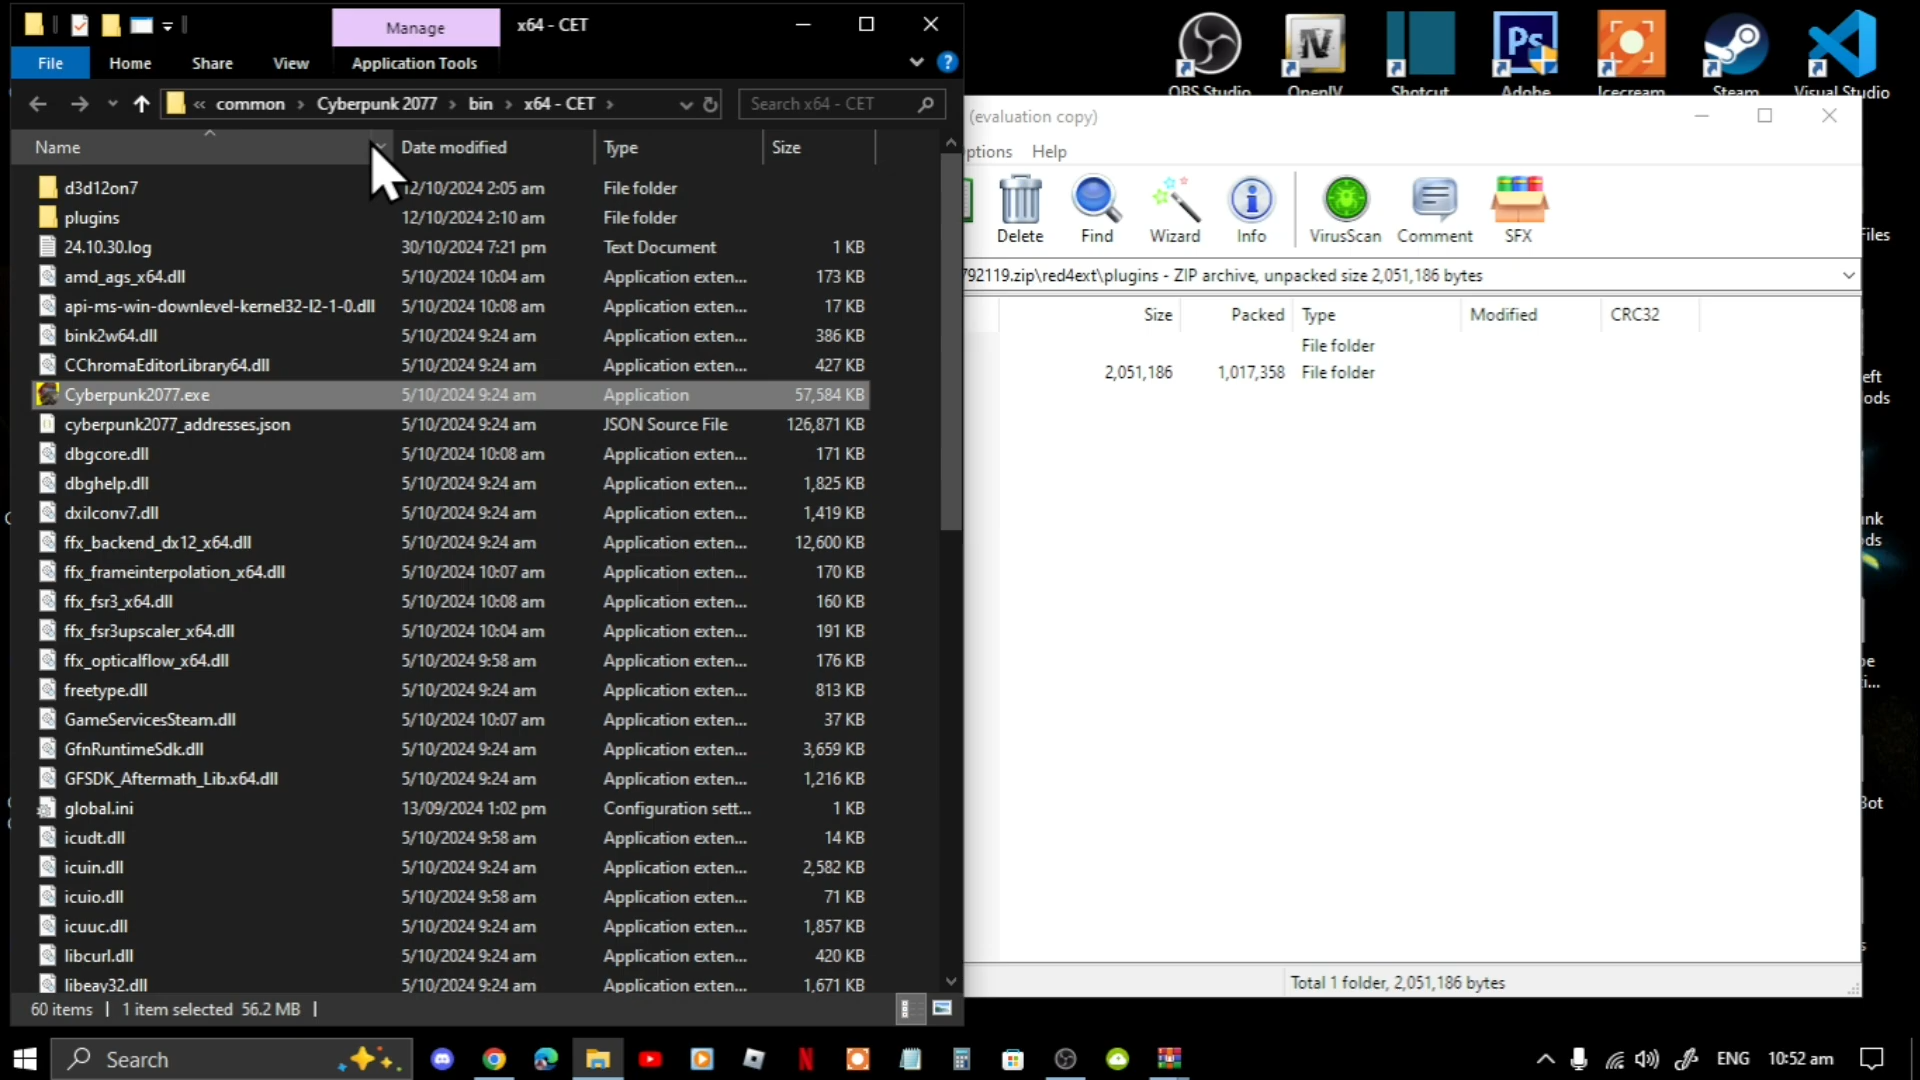 Manage
x64 - CET
File
Home
Share
View
Application Tools
« common › Cyberpunk 2077 › bin › x64 - CET ›
Search x64 - CET
Name
Date modified
Type
Size
d3d12on7 12/10/2024 2:05 am File folder
plugins 12/10/2024 2:10 am File folder
24.10.30.log 30/10/2024 7:21 pm Text Document 1 KB
amd_ags_x64.dll 5/10/2024 10:04 am Application exten... 173 KB
api-ms-win-downlevel-kernel32-l2-1-0.dll 5/10/2024 10:08 am Application exten... 17 KB
bink2w64.dll 5/10/2024 9:24 am Application exten... 386 KB
CChromaEditorLibrary64.dll 5/10/2024 9:24 am Application exten... 427 KB
Cyberpunk2077.exe 5/10/2024 9:24 am Application 57,584 KB
cyberpunk2077_addresses.json 5/10/2024 9:24 am JSON Source File 126,871 KB
dbgcore.dll 5/10/2024 10:08 am Application exten... 171 KB
dbghelp.dll 5/10/2024 9:24 am Application exten... 1,825 KB
dxilconv7.dll 5/10/2024 9:24 am Application exten... 1,419 KB
ffx_backend_dx12_x64.dll 5/10/2024 9:24 am Application exten... 12,600 KB
ffx_frameinterpolation_x64.dll 5/10/2024 10:07 am Application exten... 170 KB
ffx_fsr3_x64.dll 5/10/2024 10:08 am Application exten... 160 KB
ffx_fsr3upscaler_x64.dll 5/10/2024 10:04 am Application exten... 191 KB
ffx_opticalflow_x64.dll 5/10/2024 9:58 am Application exten... 176 KB
freetype.dll 5/10/2024 9:24 am Application exten... 813 KB
GameServicesSteam.dll 5/10/2024 10:07 am Application exten... 37 KB
GfnRuntimeSdk.dll 5/10/2024 9:24 am Application exten... 3,659 KB
GFSDK_Aftermath_Lib.x64.dll 5/10/2024 9:24 am Application exten... 1,216 KB
global.ini 13/09/2024 1:02 pm Configuration sett... 1 KB
icudt.dll 5/10/2024 9:58 am Application exten... 14 KB
icuin.dll 5/10/2024 9:24 am Application exten... 2,582 KB
icuio.dll 5/10/2024 9:58 am Application exten... 71 KB
icuuc.dll 5/10/2024 9:24 am Application exten... 1,857 KB
libcurl.dll 5/10/2024 9:24 am Application exten... 420 KB
libeay32.dll 5/10/2024 9:24 am Application exten... 1,671 KB
60 items
1 item selected 56.2 MB
OBS Studio
OpenIV
Shotcut
Adobe
Icecream
Steam
Visual Studio
(evaluation copy)
ptions
Help
Delete
Find
Wizard
Info
VirusScan
Comment
SFX
792119.zip\red4ext\plugins - ZIP archive, unpacked size 2,051,186 bytes
Size Packed Type Modified CRC32
File folder
2,051,186 1,017,358 File folder
Total 1 folder, 2,051,186 bytes
Files
eft
ods
unk
ods
pe
ti...
Bot
s
Search
ENG
10:52 am